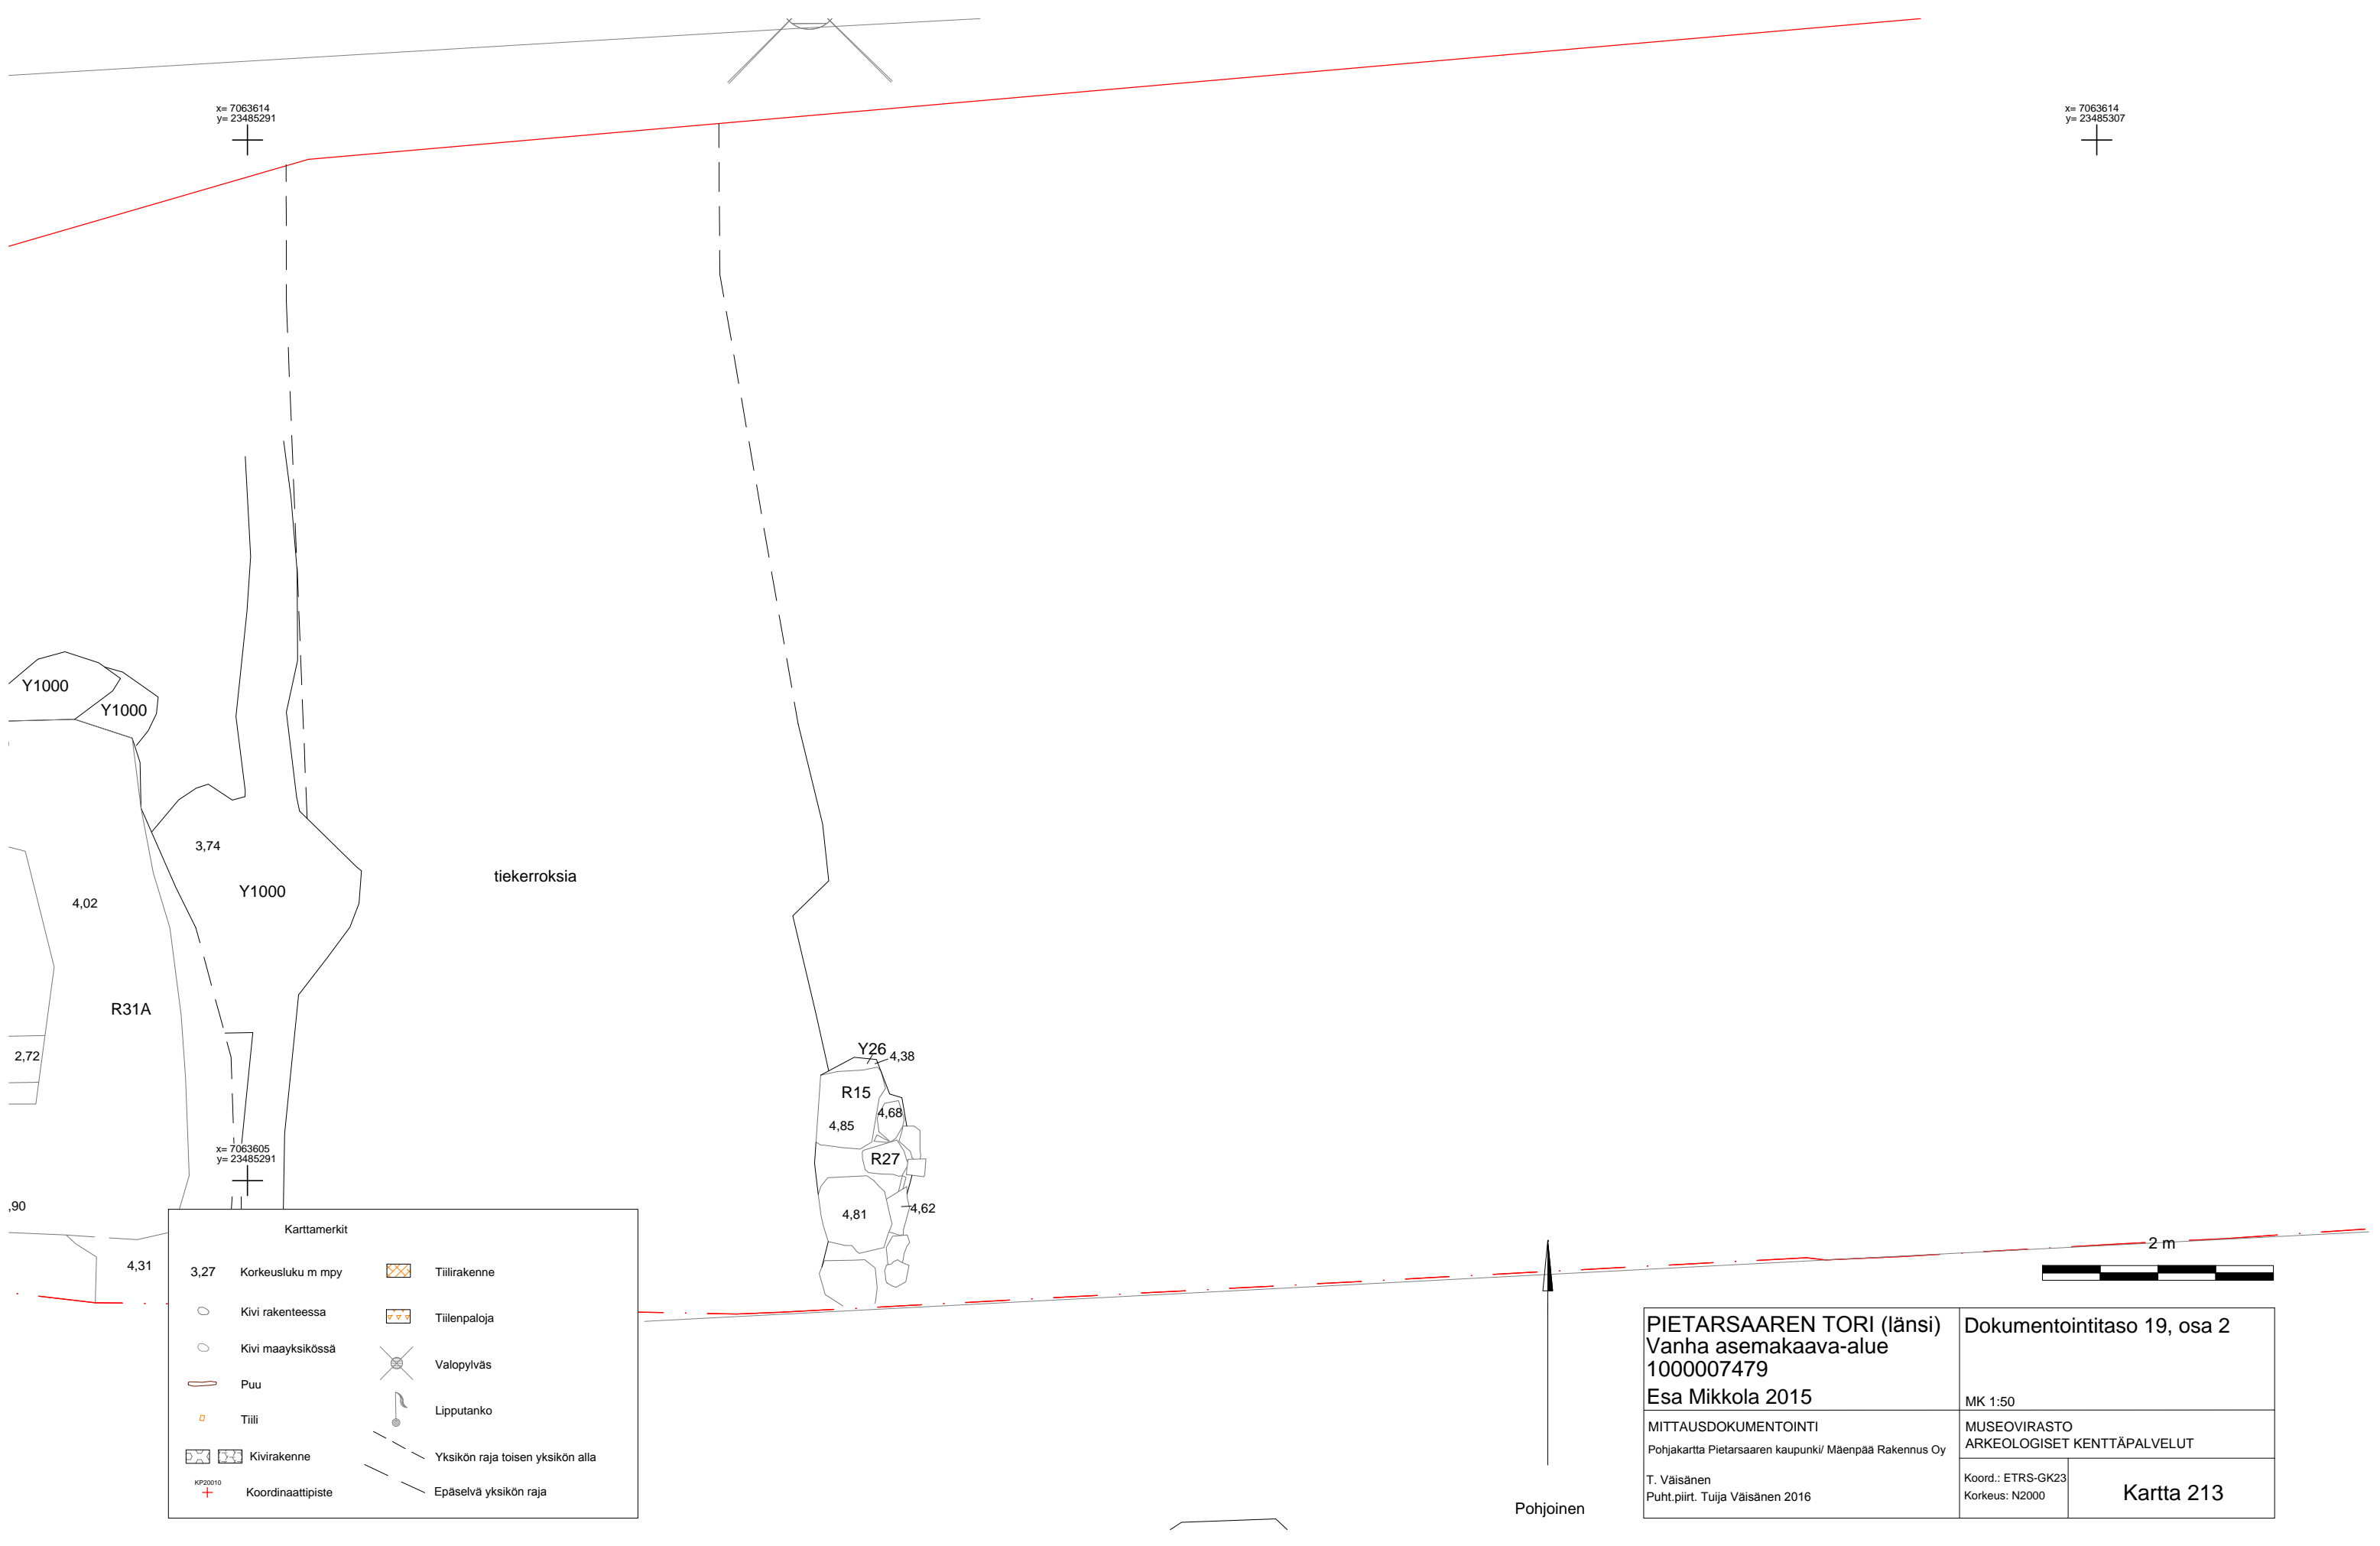 x= 7063614
y= 23485291
x= 7063614
y= 23485307
Y1000
Y1000
3,74
Y1000
tiekerroksia
4,02
R31A
2,72
Y26
4,38
R15
4,68
4,85
R27
x= 7063605
y= 23485291
,90
4,81
4,62
4,31
2 m
Karttamerkit
3,27 Korkeusluku m mpy
Tiilirakenne
Kivi rakenteessa
Tiilenpaloja
Kivi maayksikössä
Valopylväs
Puu
Lipputanko
Tiili
Kivirakenne
Yksikön raja toisen yksikön alla
KP20010
Koordinaattipiste
Epäselvä yksikön raja
Pohjoinen
PIETARSAAREN TORI (länsi)
Vanha asemakaava-alue
1000007479
Esa Mikkola 2015
Dokumentointitaso 19, osa 2
MK 1:50
MITTAUSDOKUMENTOINTI
Pohjakartta Pietarsaaren kaupunki/ Mäenpää Rakennus Oy
T. Väisänen
Puht.piirt. Tuija Väisänen 2016
MUSEOVIRASTO
ARKEOLOGISET KENTTÄPALVELUT
Koord.: ETRS-GK23
Korkeus: N2000
Kartta 213